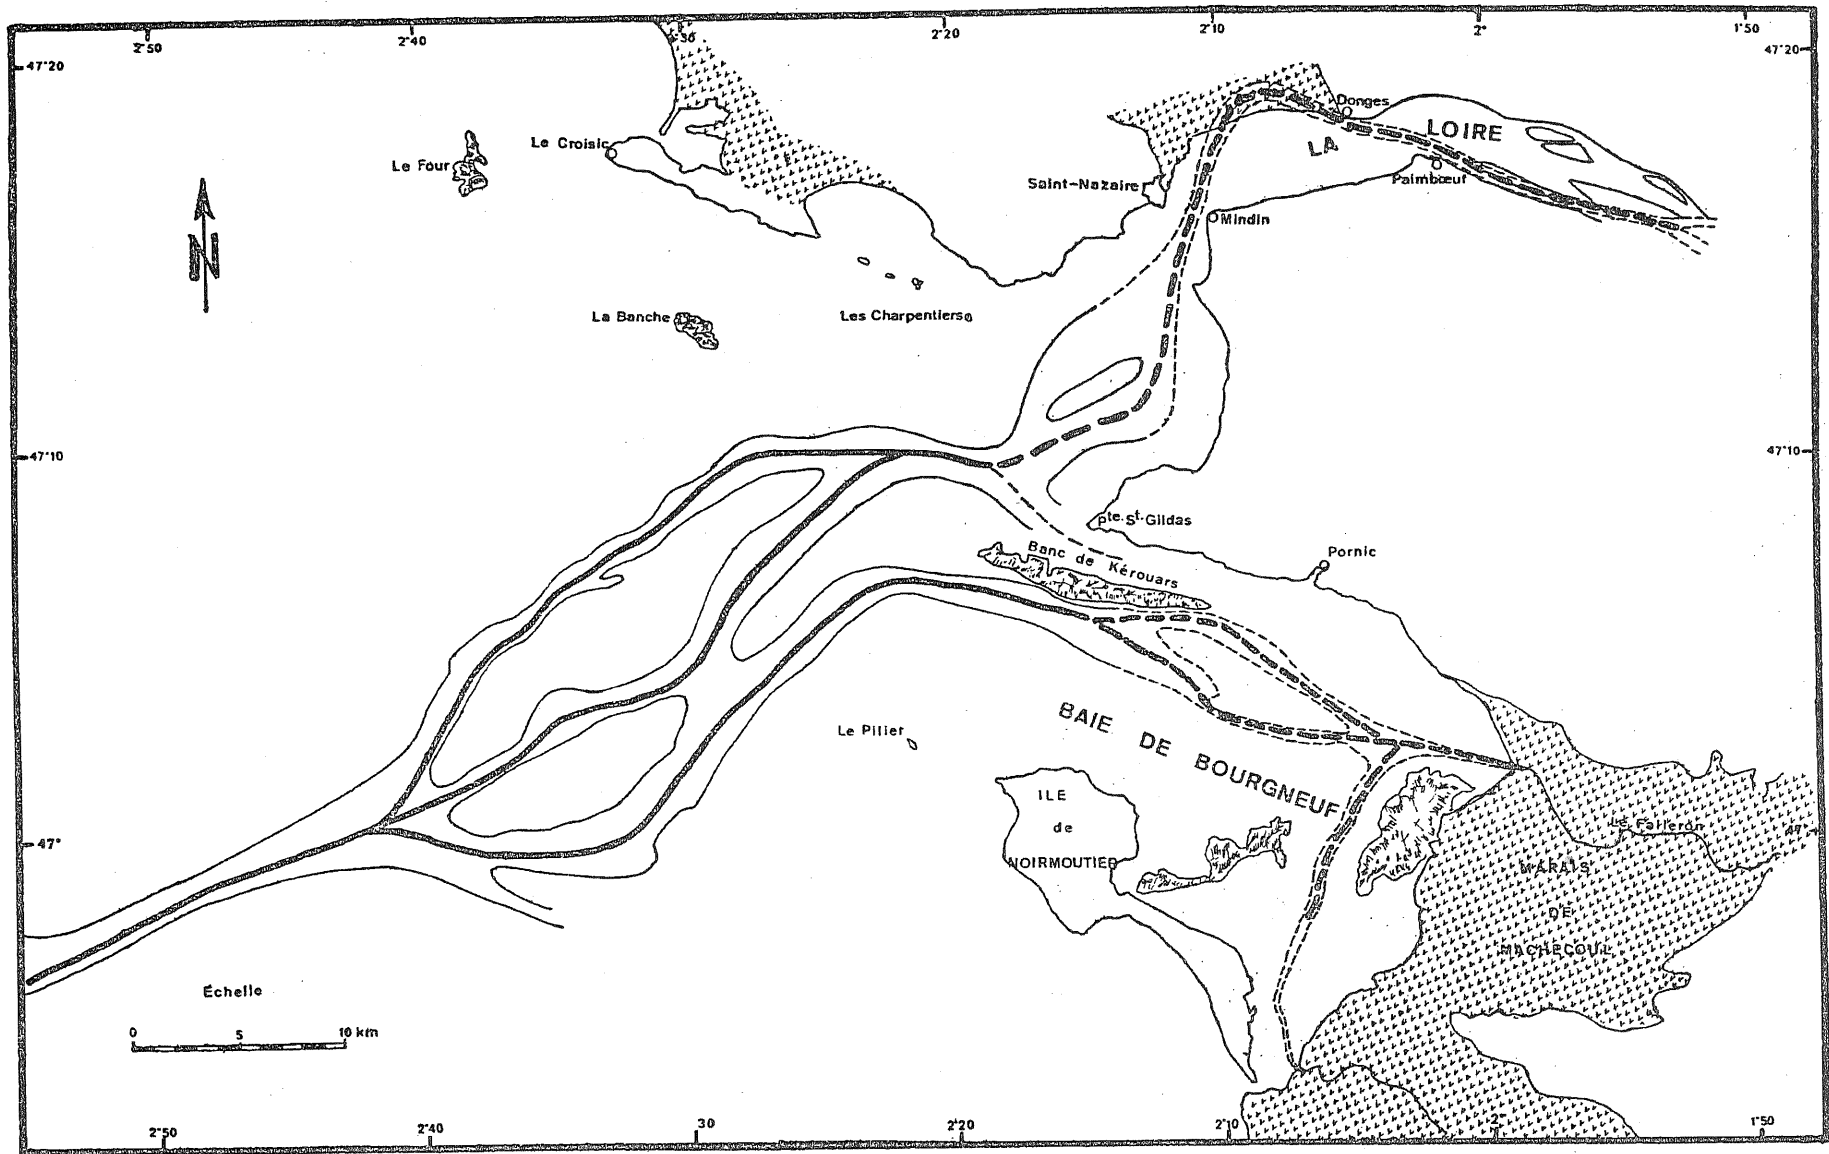 2°50
2°40
2°30
2°20
2°10
2°
1°50
47°20
47°20
Donges
LA LOIRE
Le Croisic
Le Four
Saint-Nazaire
Paimbœuf
Mindin
N
La Banche
Les Charpentiers
47°10
47°10
Pte.St.Gildas
Banc de Kérouars
Pornic
Le Pilier
BAIE DE BOURGNEUF
ILE
de
NOIRMOUTIER
Le Falleron
47°
47°
MARAIS
DE
MACHECOUL
Échelle
0 5 10 km
2°50
2°40
2°30
2°20
2°10
2°
1°50